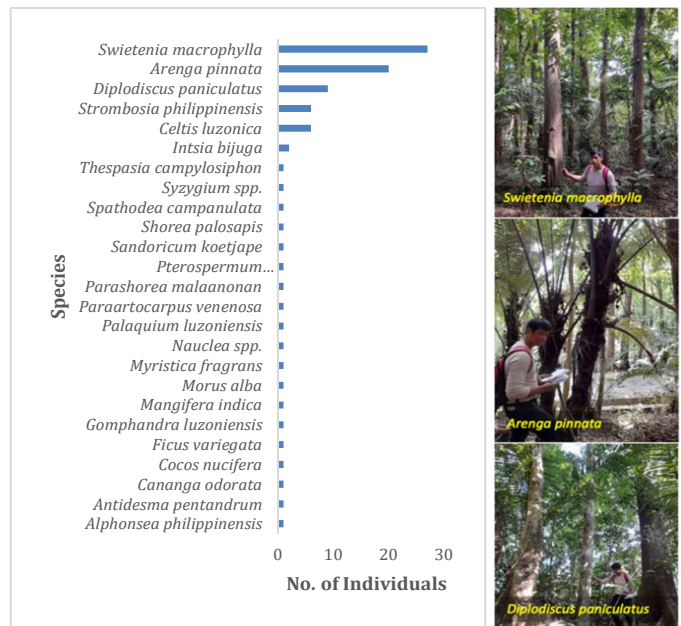 Swietenia macrophylla
Arenga pinnata
Diplodiscus paniculatus
Strombosia philippinensis
Celtis luzonica
Intsia bijuga
Thespasia campylosiphon
Syzygium spp.
Spathodea campanulata
Shorea palosapis
Sandoricum koetjape
Pterospermum...
Parashorea malaanonan
Paraartocarpus venenosa
Palaquium luzoniensis
Nauclea spp.
Myristica fragrans
Morus alba
Mangifera indica
Gomphandra luzoniensis
Ficus variegata
Cocos nucifera
Cananga odorata
Antidesma pentandrum
Alphonsea philippinensis
Species
0 10 20 30
No. of Individuals
Swietenia macrophylla
Arenga pinnata
Diplodiscus paniculatus